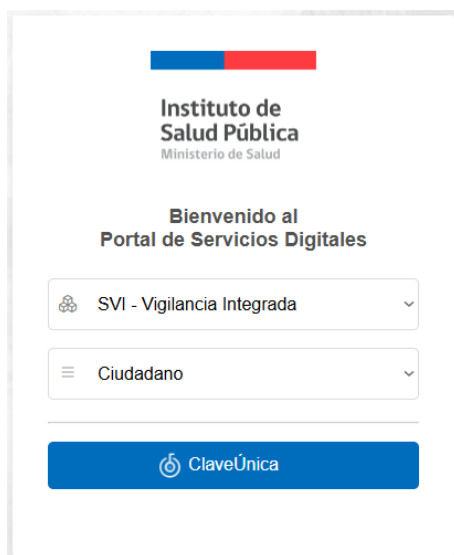 Instituto de
Salud Pública
Ministerio de Salud
Bienvenido al
Portal de Servicios Digitales
SVI - Vigilancia Integrada
Ciudadano
ClaveÚnica